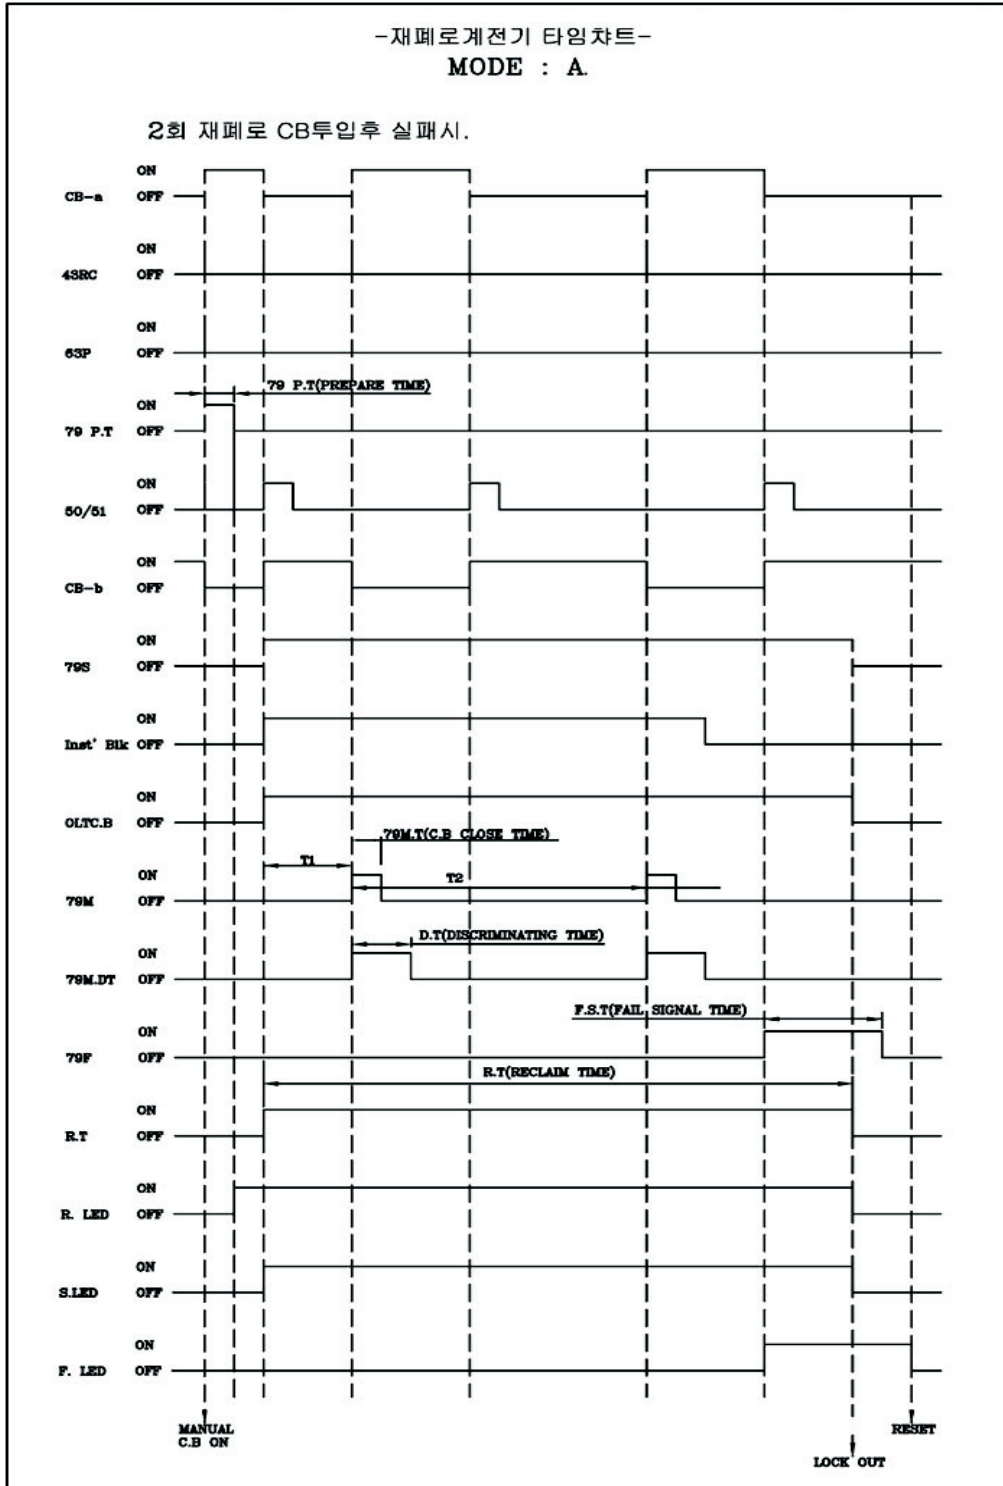 -재폐로계전기 타임챠트-
MODE : A.
2회 재폐로 CB투입후 실패시.
ON
CB-a OFF
ON
43RC OFF
ON
63P OFF
79 P.T(PREPARE TIME)
ON
79 P.T OFF
ON
50/51 OFF
ON
CB-b OFF
ON
79S OFF
ON
Inst' Blk OFF
ON
OLTC.B OFF
79M.T(C.B CLOSE TIME)
T1
ON
T2
79M OFF
D.T(DISCRIMINATING TIME)
ON
79M.DT OFF
F.S.T(FAIL SIGNAL TIME)
ON
79F OFF
R.T(RECLAIM TIME)
ON
R.T OFF
ON
R. LED OFF
ON
S.LED OFF
ON
F. LED OFF
MANUAL
C.B ON
RESET
LOCK OUT